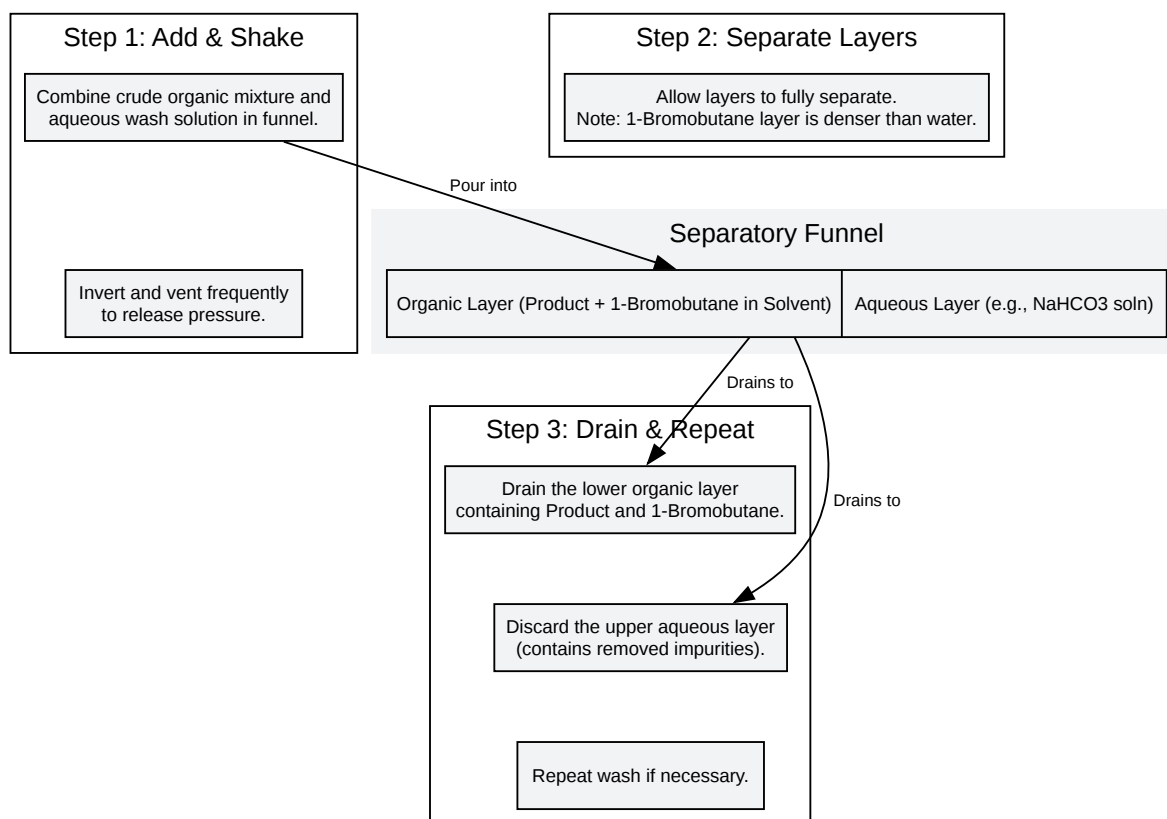 Step 1: Add & Shake
Combine crude organic mixture and
aqueous wash solution in funnel.
Invert and vent frequently
to release pressure.
Step 2: Separate Layers
Allow layers to fully separate.
Note: 1-Bromobutane layer is denser than water.
Pour into
Separatory Funnel
Organic Layer (Product + 1-Bromobutane in Solvent)
Aqueous Layer (e.g., NaHCO3 soln)
Drains to
Drains to
Step 3: Drain & Repeat
Drain the lower organic layer
containing Product and 1-Bromobutane.
Discard the upper aqueous layer
(contains removed impurities).
Repeat wash if necessary.